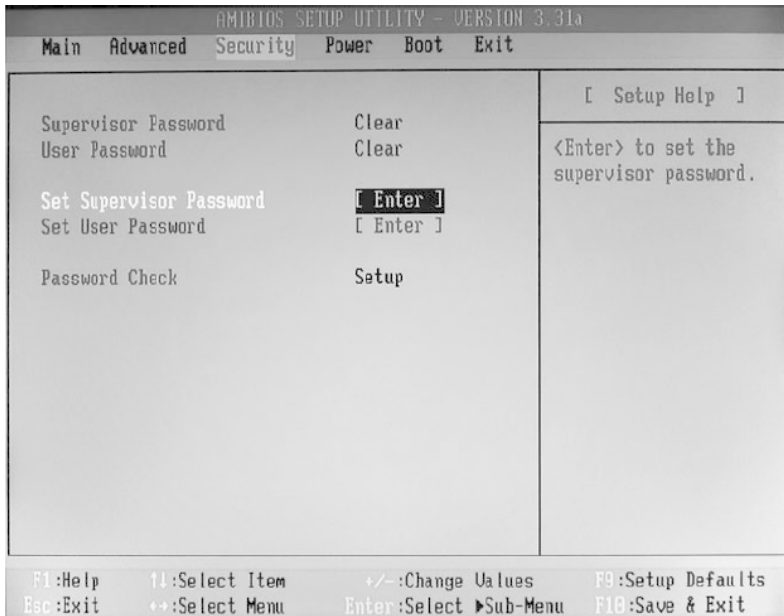 AMIBIOS SETUP UTILITY - VERSION 3.31a
Main Advanced Security Power Boot Exit
Supervisor Password Clear
User Password Clear
Set Supervisor Password [ Enter ]
Set User Password [ Enter ]
Password Check Setup
[ Setup Help ]
<Enter> to set the
supervisor password.
F1 :Help ↑↓:Select Item +/- :Change Values F9 :Setup Defaults
Esc :Exit ←→:Select Menu Enter :Select ▶Sub-Menu F10 :Save & Exit